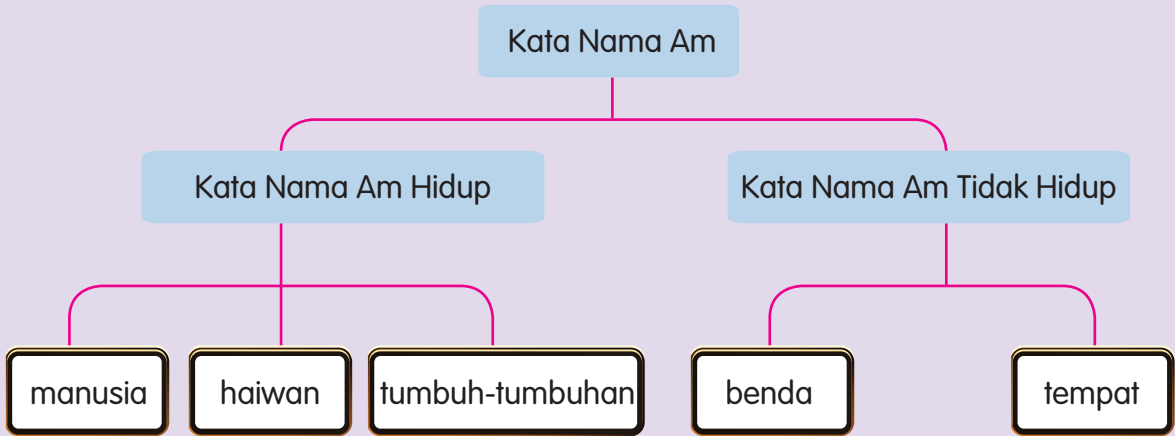 Kata Nama Am
Kata Nama Am Hidup
Kata Nama Am Tidak Hidup
manusia
haiwan
tumbuh-tumbuhan
benda
tempat